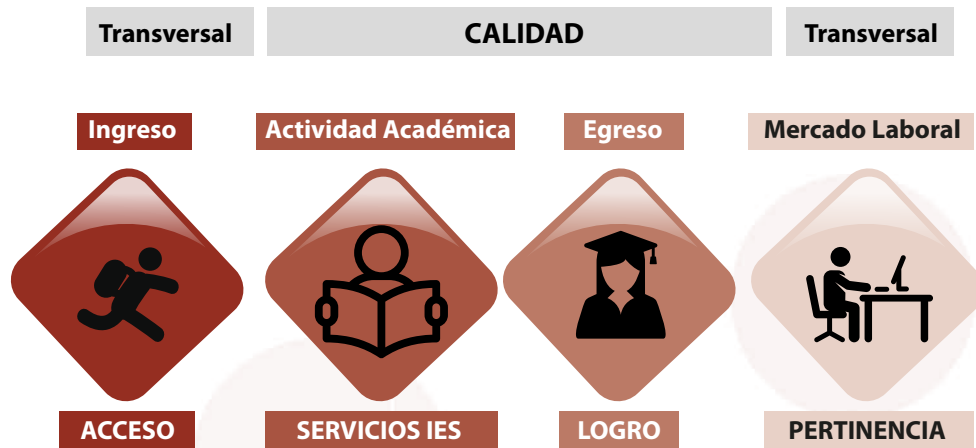 Transversal
CALIDAD
Transversal
Ingreso
Actividad Académica
Egreso
Mercado Laboral
ACCESO
SERVICIOS IES
LOGRO
PERTINENCIA